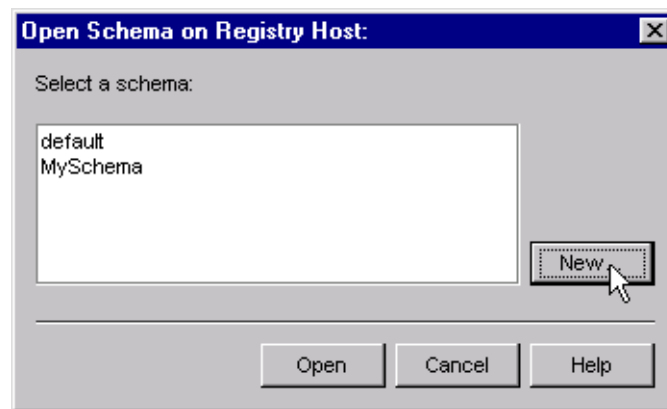 Open Schema on Registry Host:
Select a schema:
default
MySchema
New...
Open Cancel Help